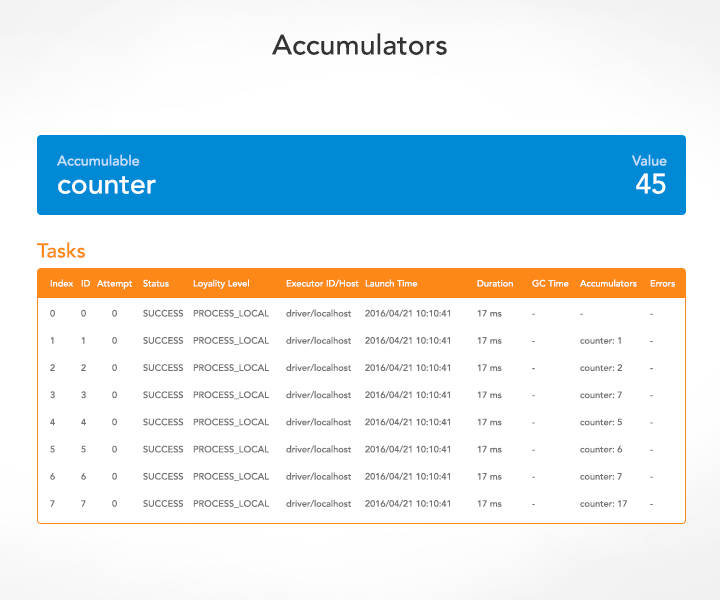 Accumulators
Accumulable Value
counter 45
Tasks
Index ID Attempt Status Loyality Level Executor ID/Host Launch Time Duration GC Time Accumulators Errors
0 0 0 SUCCESS PROCESS_LOCAL driver/localhost 2016/04/21 10:10:41 17 ms - - -
1 1 0 SUCCESS PROCESS_LOCAL driver/localhost 2016/04/21 10:10:41 17 ms - counter: 1 -
2 2 0 SUCCESS PROCESS_LOCAL driver/localhost 2016/04/21 10:10:41 17 ms - counter: 2 -
3 3 0 SUCCESS PROCESS_LOCAL driver/localhost 2016/04/21 10:10:41 17 ms - counter: 7 -
4 4 0 SUCCESS PROCESS_LOCAL driver/localhost 2016/04/21 10:10:41 17 ms - counter: 5 -
5 5 0 SUCCESS PROCESS_LOCAL driver/localhost 2016/04/21 10:10:41 17 ms - counter: 6 -
6 6 0 SUCCESS PROCESS_LOCAL driver/localhost 2016/04/21 10:10:41 17 ms - counter: 7 -
7 7 0 SUCCESS PROCESS_LOCAL driver/localhost 2016/04/21 10:10:41 17 ms - counter: 17 -